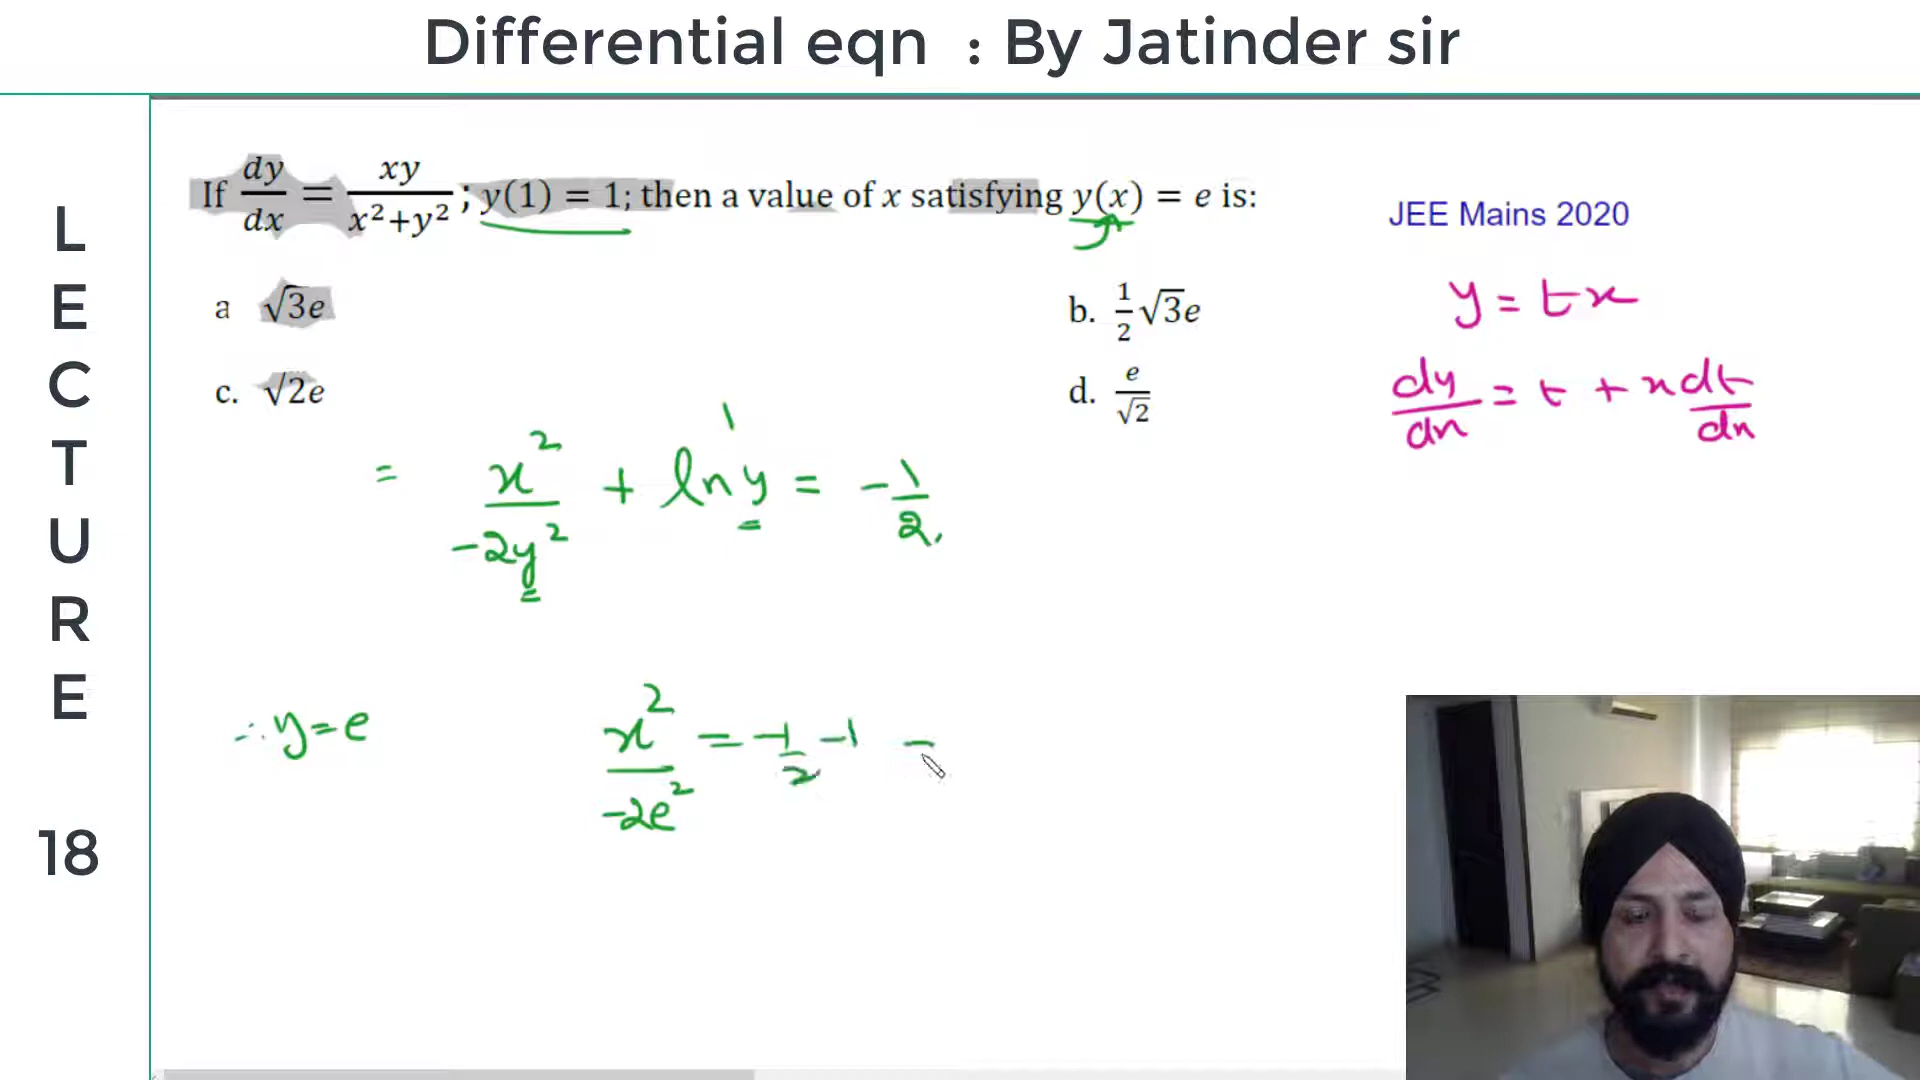 Differential eqn : By Jatinder sir
LECTURE 18
If dy/dx = xy/x²+y² ; y(1) = 1; then a value of x satisfying y(x) = e is:
JEE Mains 2020
a √3e
b. 1/2 √3e
c. √2e
d. e/√2
y = tx
dy/dx = t + x dt/dx
1
= x²/-2y² + ln y = -1/2.
∴ y = e x²/-2e² = -1/2 -1 -